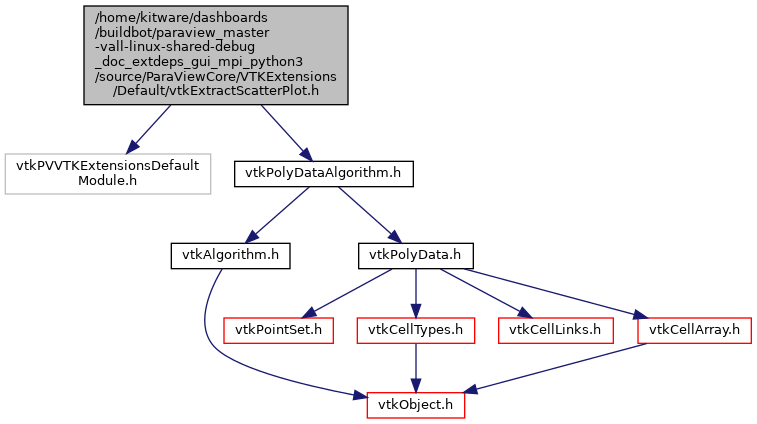 /home/kitware/dashboards
/buildbot/paraview_master
-vall-linux-shared-debug
_doc_extdeps_gui_mpi_python3
/source/ParaViewCore/VTKExtensions
/Default/vtkExtractScatterPlot.h
vtkPVVTKExtensionsDefault
Module.h
vtkPolyDataAlgorithm.h
vtkAlgorithm.h
vtkPolyData.h
vtkPointSet.h
vtkCellTypes.h
vtkCellLinks.h
vtkCellArray.h
vtkObject.h